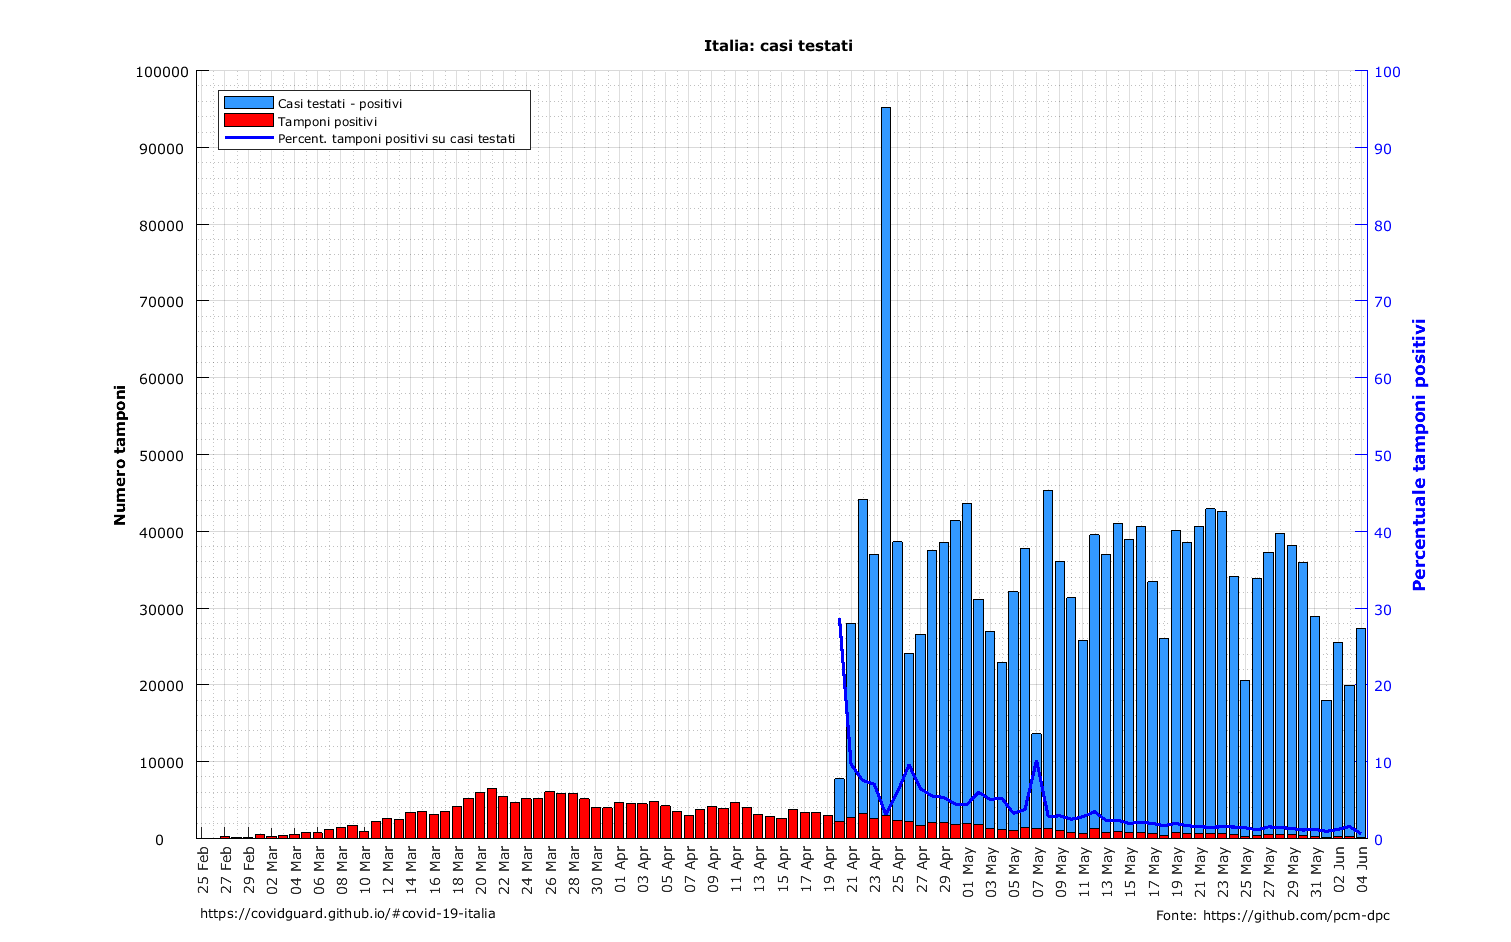 Italia: casi testati
100000
90000
80000
70000
60000
50000
40000
30000
20000
10000
0
Numero tamponi
Casi testati - positivi
Tamponi positivi
Percent. tamponi positivi su casi testati
100
90
80
70
60
50
40
30
20
10
0
Percentuale tamponi positivi
25 Feb
27 Feb
29 Feb
02 Mar
04 Mar
06 Mar
08 Mar
10 Mar
12 Mar
14 Mar
16 Mar
18 Mar
20 Mar
22 Mar
24 Mar
26 Mar
28 Mar
30 Mar
01 Apr
03 Apr
05 Apr
07 Apr
09 Apr
11 Apr
13 Apr
15 Apr
17 Apr
19 Apr
21 Apr
23 Apr
25 Apr
27 Apr
29 Apr
01 May
03 May
05 May
07 May
09 May
11 May
13 May
15 May
17 May
19 May
21 May
23 May
25 May
27 May
29 May
31 May
02 Jun
04 Jun
https://covidguard.github.io/#covid-19-italia
Fonte: https://github.com/pcm-dpc